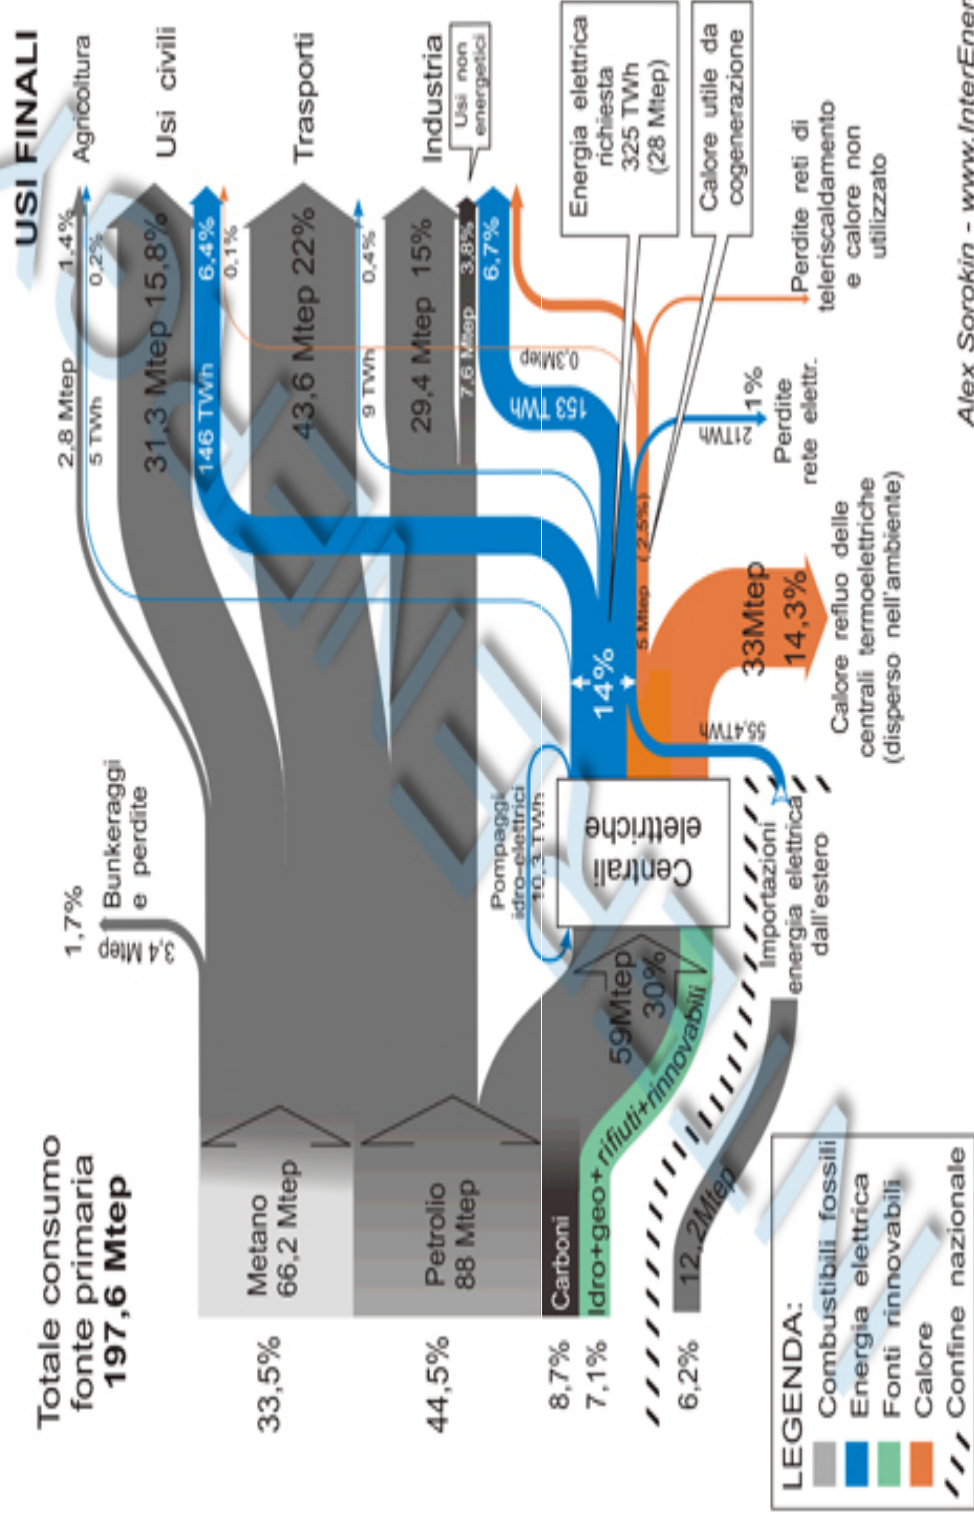 USI FINALI
Totale consumo
fonte primaria
197,6 Mtep
1,7%
Bunkeraggi
e perdite
3,4 Mtep
2,8 Mtep
1,4%
Agricoltura
5 TWh
0,2%
31,3 Mtep 15,8%
Usi civili
146 TWh
6,4%
0,1%
43,6 Mtep 22%
Trasporti
9 TWh
0,4%
29,4 Mtep 15%
Industria
7,6 Mtep
3,8%
Usi non
energetici
153 TWh
6,7%
0,3Mtep
33,5%
Metano
66,2 Mtep
44,5%
Petrolio
88 Mtep
8,7%
Carboni
7,1%
Idro+geo+rifiuti+rinnovabili
6,2%
12,2Mtep
59Mtep
30%
Pompaggi
idro-elettrici
10,3 TWh
Centrali
elettriche
14%
5 Mtep
(2,5%)
Energia elettrica
richiesta
325 TWh
(28 Mtep)
Calore utile da
cogenerazione
21TWh
1%
Perdite
rete elettr.
Perdite reti di
teleriscaldamento
e calore non
utilizzato
33Mtep
14,3%
Calore refluo delle
centrali termoelettriche
(disperso nell'ambiente)
55,4TWh
Importazioni
energia elettrica
dall'estero
LEGENDA:
Combustibili fossili
Energia elettrica
Fonti rinnovabili
Calore
Confine nazionale
Alex Sorokin - www.InterEner